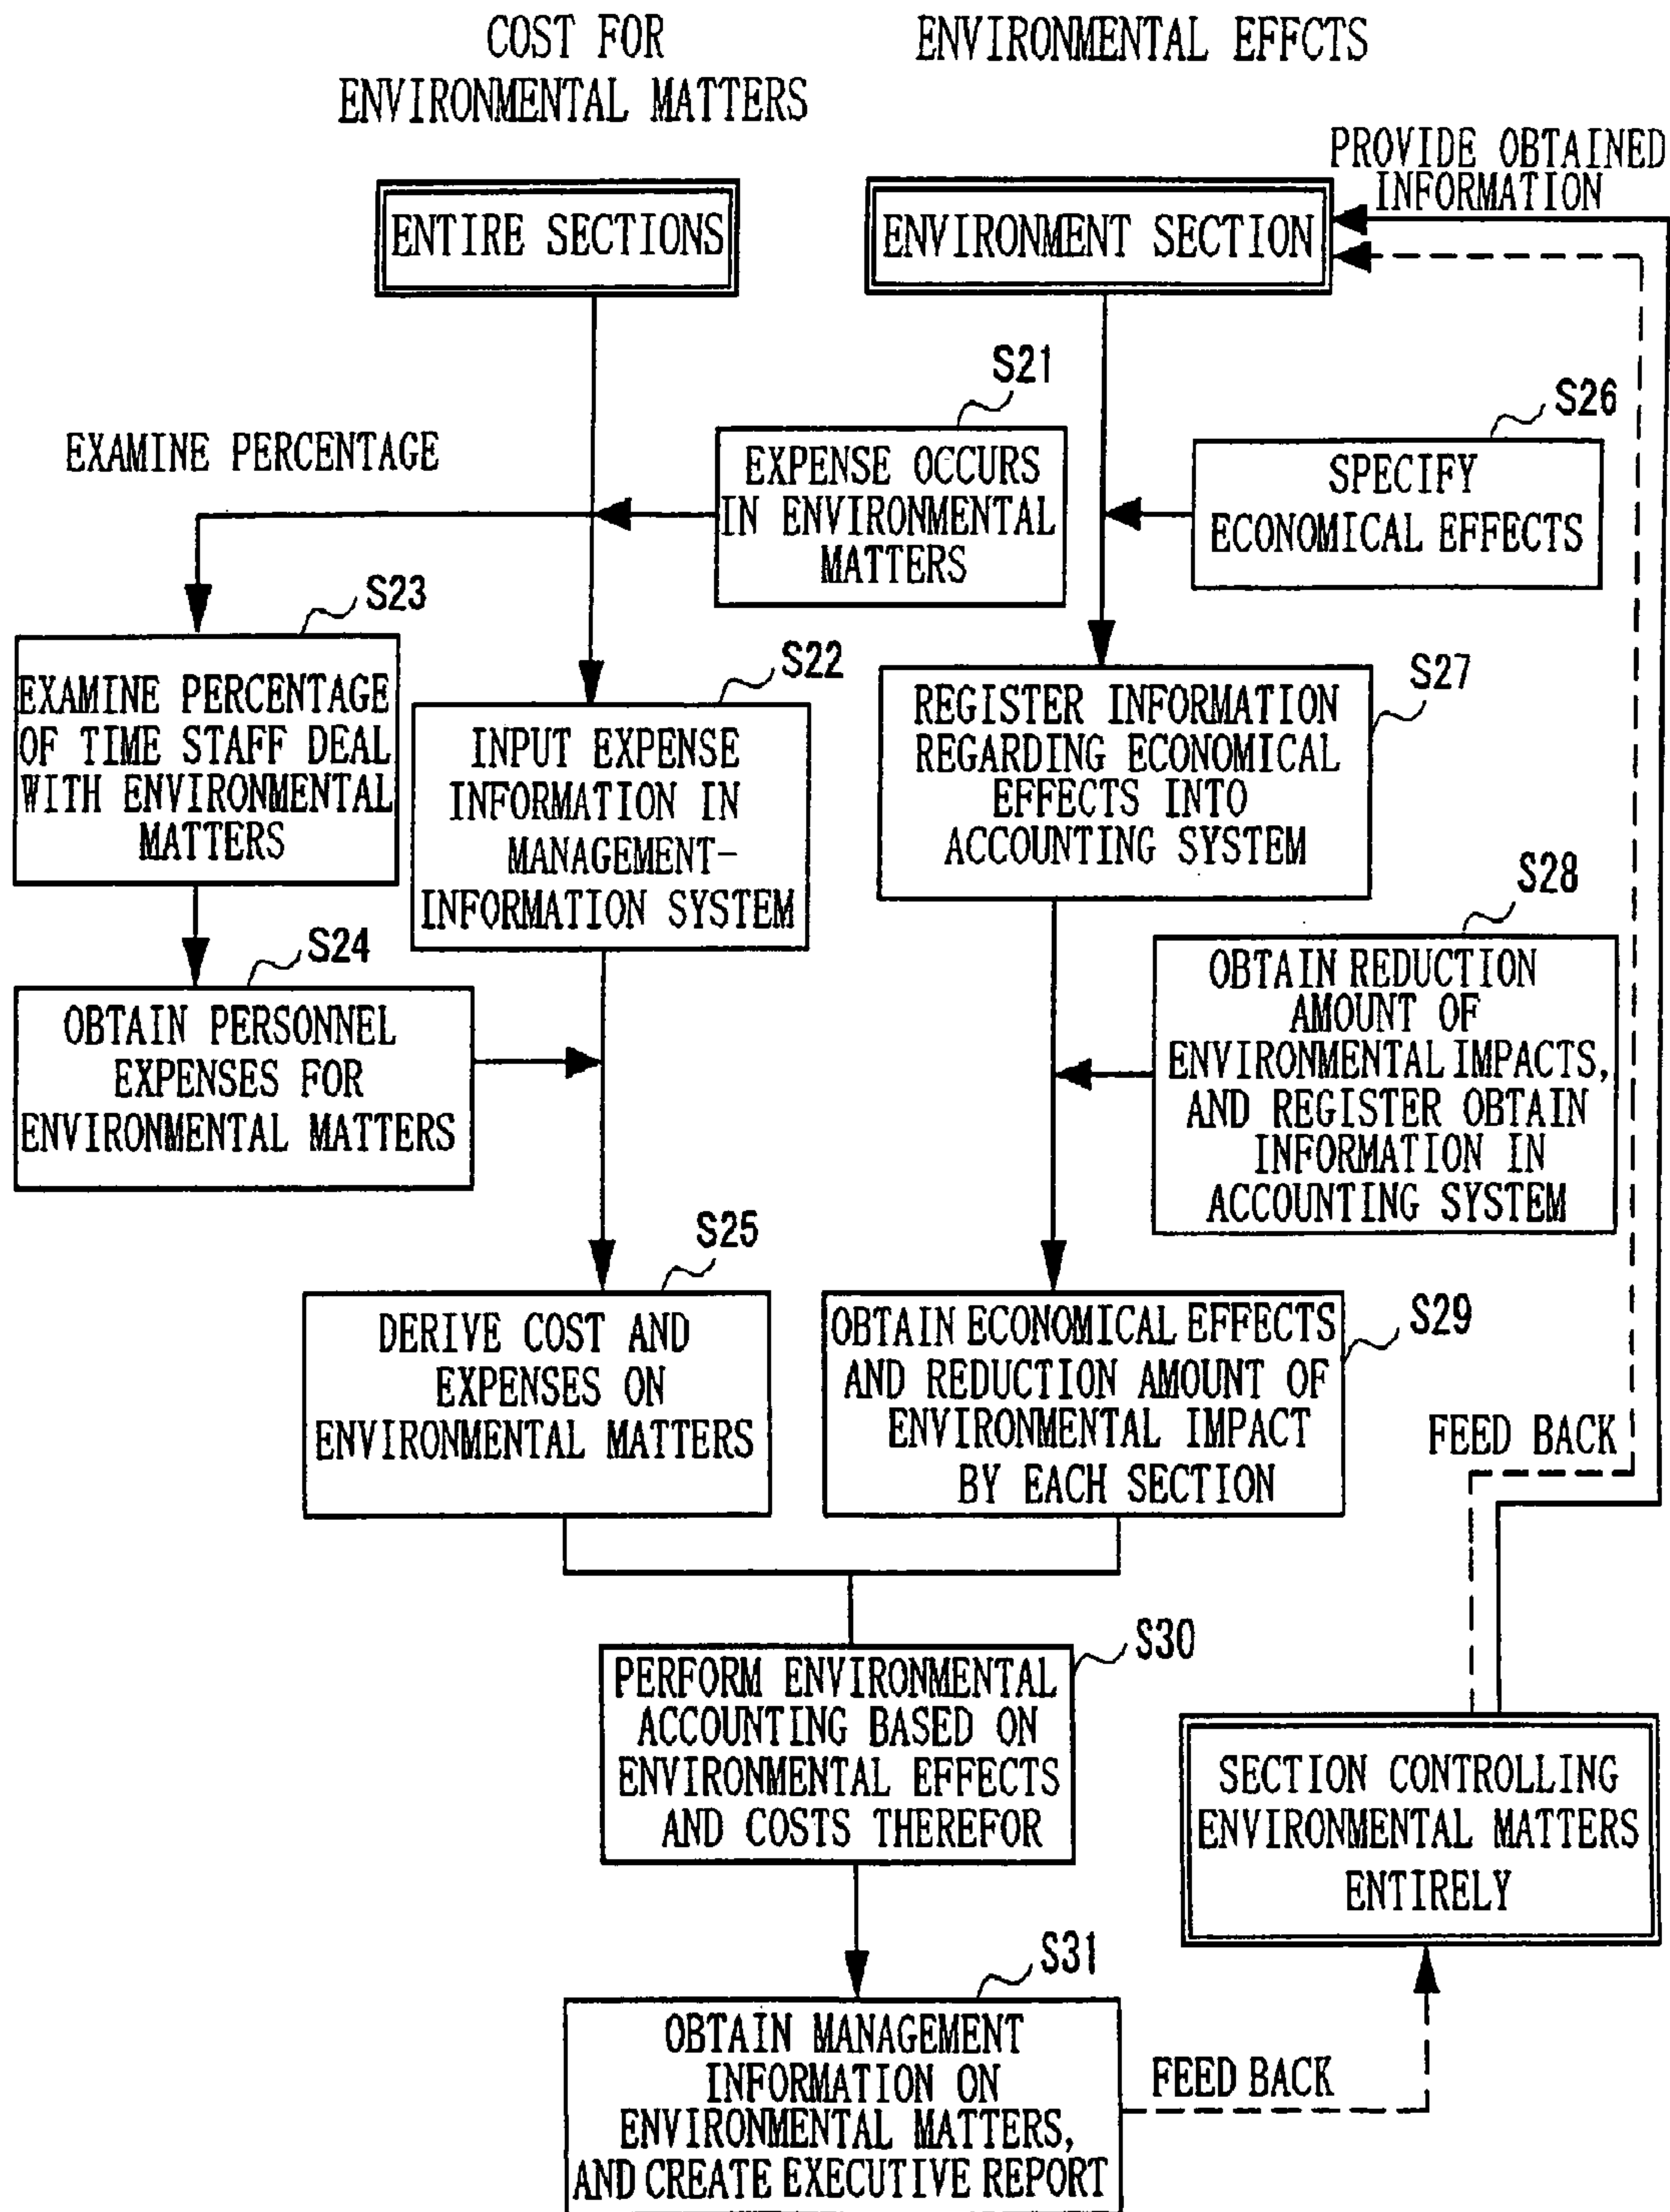 COST FOR
ENVIRONMENTAL MATTERS
ENVIRONMENTAL EFFCTS
PROVIDE OBTAINED
INFORMATION
ENTIRE SECTIONS
ENVIRONMENT SECTION
S21
S26
EXAMINE PERCENTAGE
EXPENSE OCCURS
IN ENVIRONMENTAL
MATTERS
SPECIFY
ECONOMICAL EFFECTS
S23
EXAMINE PERCENTAGE
OF TIME STAFF DEAL
WITH ENVIRONMENTAL
MATTERS
S22
INPUT EXPENSE
INFORMATION IN
MANAGEMENT-
INFORMATION SYSTEM
S27
REGISTER INFORMATION
REGARDING ECONOMICAL
EFFECTS INTO
ACCOUNTING SYSTEM
S24
OBTAIN PERSONNEL
EXPENSES FOR
ENVIRONMENTAL MATTERS
S28
OBTAIN REDUCTION
AMOUNT OF
ENVIRONMENTAL IMPACTS,
AND REGISTER OBTAIN
INFORMATION IN
ACCOUNTING SYSTEM
S25
DERIVE COST AND
EXPENSES ON
ENVIRONMENTAL MATTERS
S29
OBTAIN ECONOMICAL EFFECTS
AND REDUCTION AMOUNT OF
ENVIRONMENTAL IMPACT
BY EACH SECTION
FEED BACK
S30
PERFORM ENVIRONMENTAL
ACCOUNTING BASED ON
ENVIRONMENTAL EFFECTS
AND COSTS THEREFOR
SECTION CONTROLLING
ENVIRONMENTAL MATTERS
ENTIRELY
S31
OBTAIN MANAGEMENT
INFORMATION ON
ENVIRONMENTAL MATTERS,
AND CREATE EXECUTIVE REPORT
FEED BACK